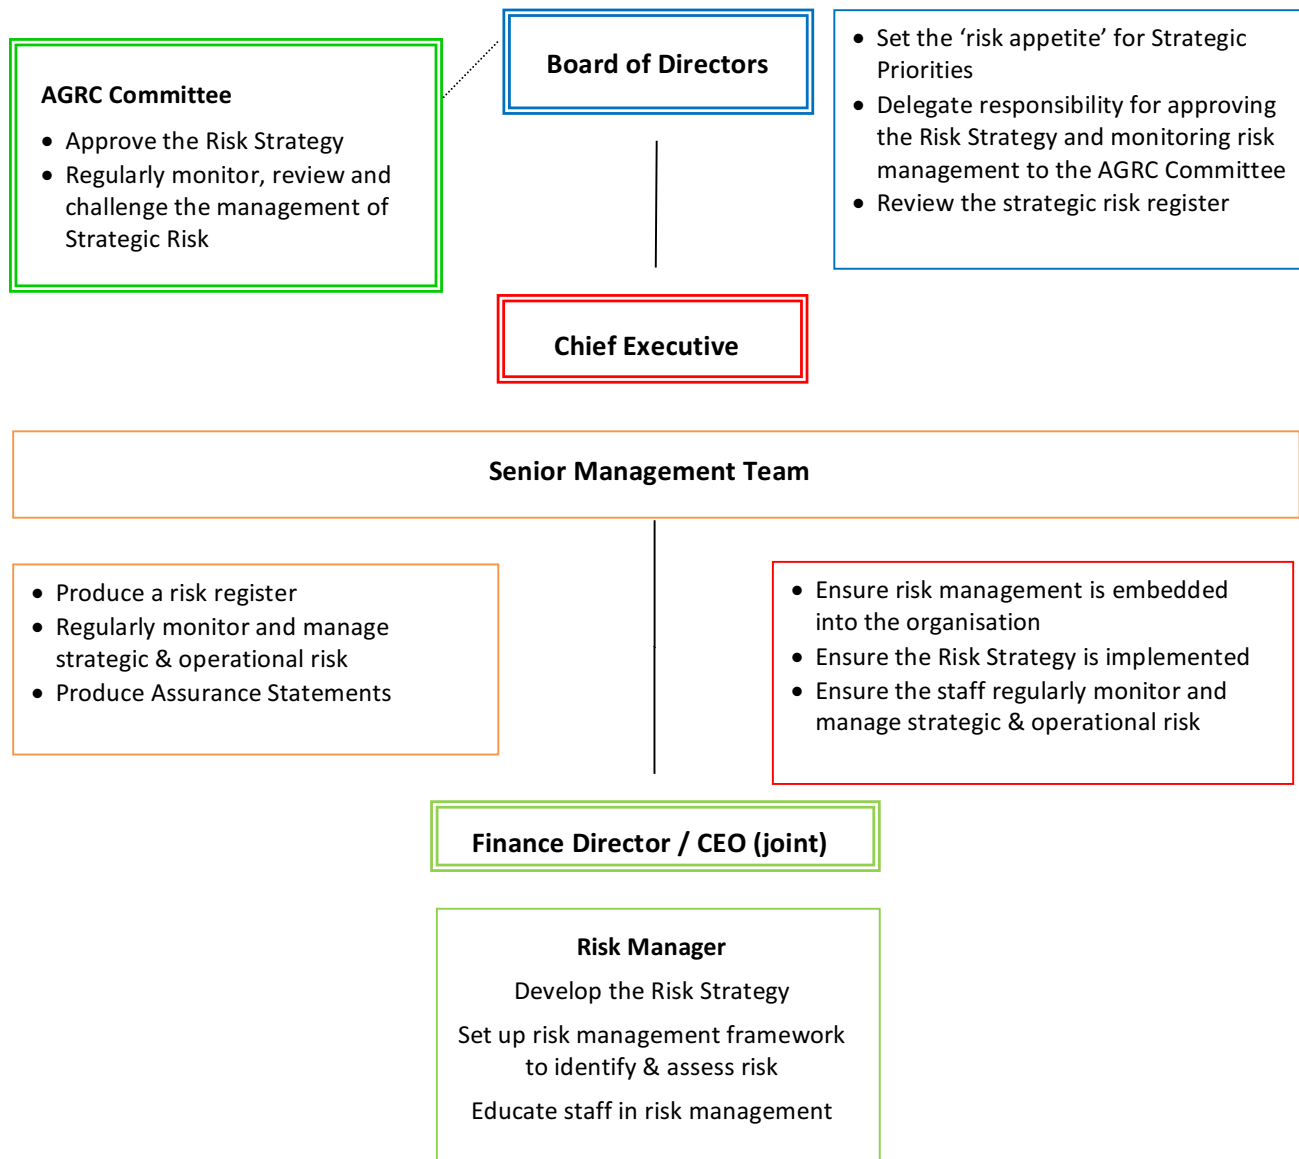 AGRC Committee
• Approve the Risk Strategy
• Regularly monitor, review and
challenge the management of
Strategic Risk
Board of Directors
• Set the ‘risk appetite’ for Strategic
Priorities
• Delegate responsibility for approving
the Risk Strategy and monitoring risk
management to the AGRC Committee
• Review the strategic risk register
Chief Executive
Senior Management Team
• Produce a risk register
• Regularly monitor and manage
strategic & operational risk
• Produce Assurance Statements
• Ensure risk management is embedded
into the organisation
• Ensure the Risk Strategy is implemented
• Ensure the staff regularly monitor and
manage strategic & operational risk
Finance Director / CEO (joint)
Risk Manager
Develop the Risk Strategy
Set up risk management framework
to identify & assess risk
Educate staff in risk management